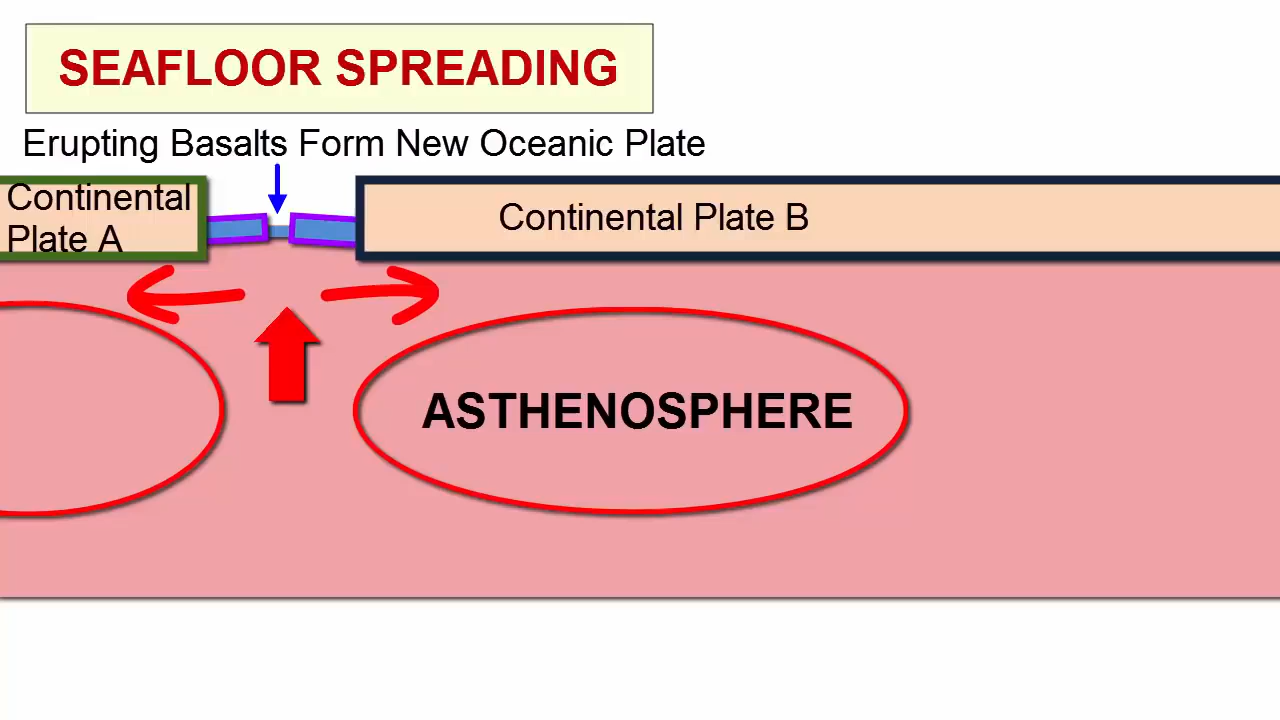 SEAFLOOR SPREADING
Erupting Basalts Form New Oceanic Plate
Continental
Plate A
Continental Plate B
ASTHENOSPHERE